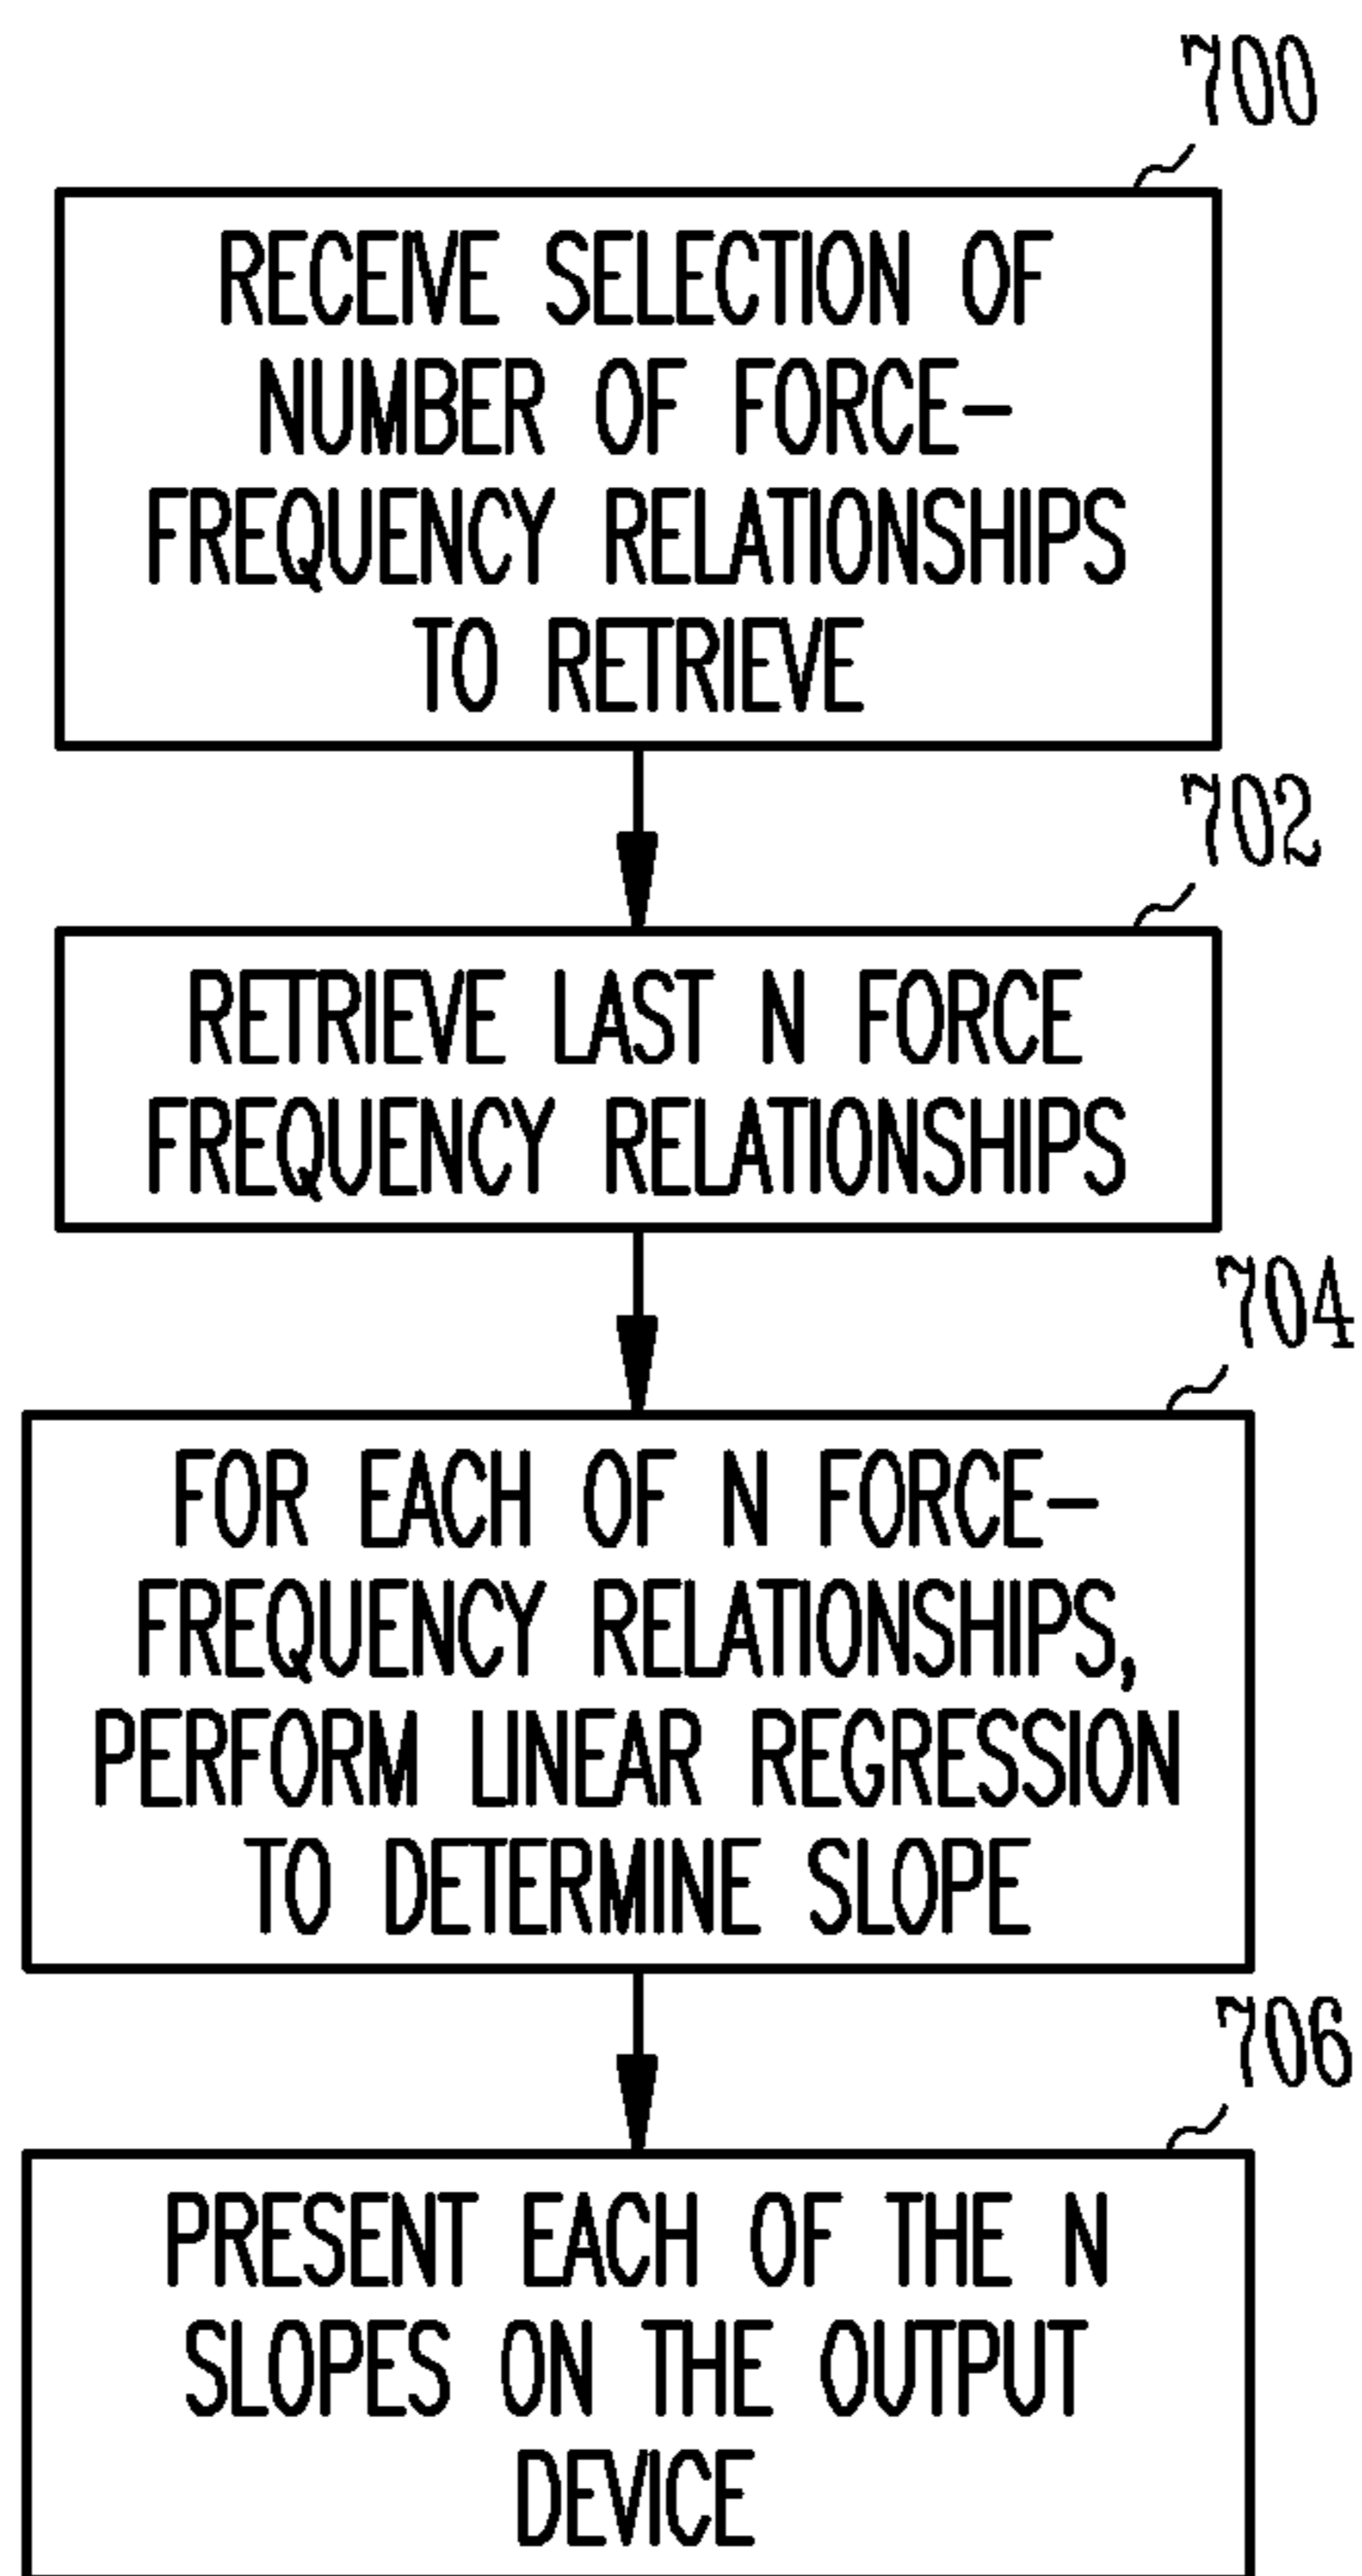 700
RECEIVE SELECTION OF
NUMBER OF FORCE-
FREQUENCY RELATIONSHIPS
TO RETRIEVE
702
RETRIEVE LAST N FORCE
FREQUENCY RELATIONSHIPS
704
FOR EACH OF N FORCE-
FREQUENCY RELATIONSHIPS,
PERFORM LINEAR REGRESSION
TO DETERMINE SLOPE
706
PRESENT EACH OF THE N
SLOPES ON THE OUTPUT
DEVICE